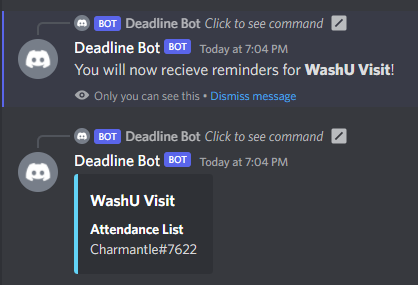 BOT Deadline Bot Click to see command
Deadline Bot BOT Today at 7:04 PM
You will now recieve reminders for WashU Visit!
Only you can see this • Dismiss message
BOT Deadline Bot Click to see command
Deadline Bot BOT Today at 7:04 PM
WashU Visit
Attendance List
Charmantle#7622